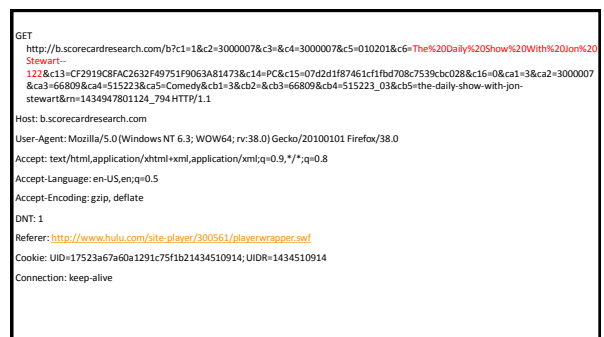 GET
http://b.scorecardresearch.com/b?c1=1&c2=3000007&c3=&c4=3000007&c5=010201&c6=The%20Daily%20Show%20With%20Jon%20
Stewart--
122&c13=CF2919C8FAC2632F49751F9063A81473&c14=PC&c15=07d2d1f87461cf1fbd708c7539cbc028&c16=0&ca1=3&ca2=3000007
&ca3=66809&ca4=515223&ca5=Comedy&cb1=3&cb2=&cb3=66809&cb4=515223_03&cb5=the-daily-show-with-jon-
stewart&rn=1434947801124_794 HTTP/1.1
Host: b.scorecardresearch.com
User-Agent: Mozilla/5.0 (Windows NT 6.3; WOW64; rv:38.0) Gecko/20100101 Firefox/38.0
Accept: text/html,application/xhtml+xml,application/xml;q=0.9,*/*;q=0.8
Accept-Language: en-US,en;q=0.5
Accept-Encoding: gzip, deflate
DNT: 1
Referer: http://www.hulu.com/site-player/300561/playerwrapper.swf
Cookie: UID=17523a67a60a1291c75f1b21434510914; UIDR=1434510914
Connection: keep-alive